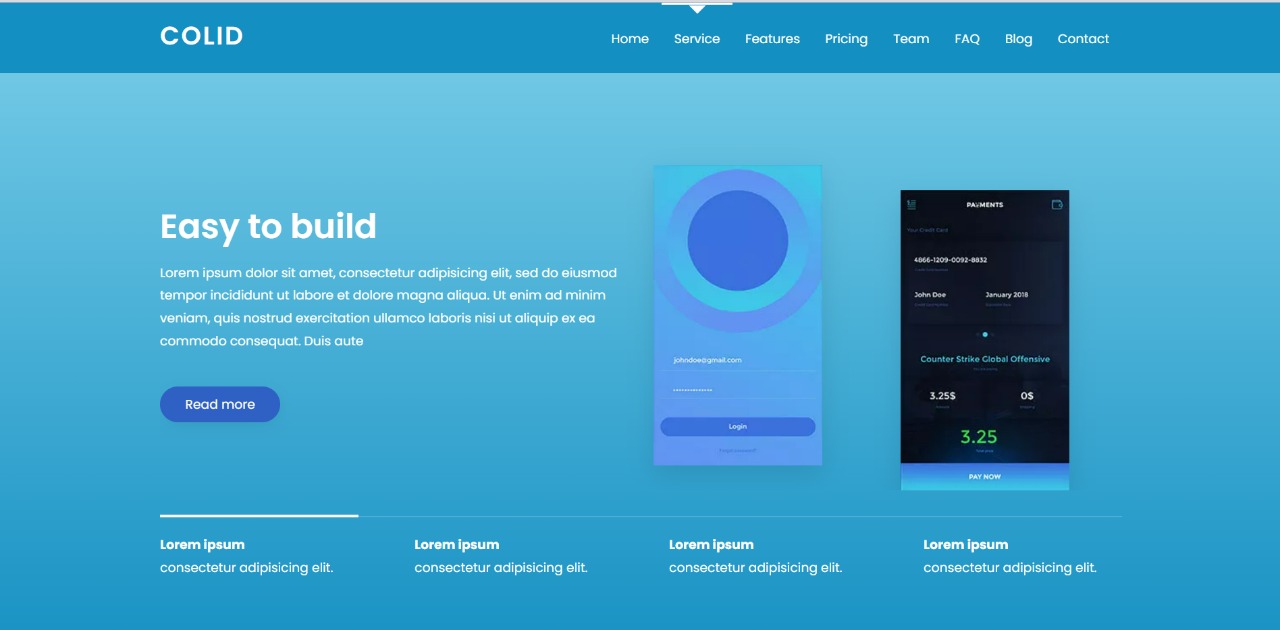 COLID
Home Service Features Pricing Team FAQ Blog Contact
Easy to build
Lorem ipsum dolor sit amet, consectetur adipisicing elit, sed do eiusmod
tempor incididunt ut labore et dolore magna aliqua. Ut enim ad minim
veniam, quis nostrud exercitation ullamco laboris nisi ut aliquip ex ea
commodo consequat. Duis aute
Read more
johndoe@gmail.com
Login
PAYMENTS
Your Credit Card
4866-1209-0092-8832
John Doe
January 2018
Counter Strike Global Offensive
3.25$
0$
3.25
PAY NOW
Lorem ipsum
consectetur adipisicing elit.
Lorem ipsum
consectetur adipisicing elit.
Lorem ipsum
consectetur adipisicing elit.
Lorem ipsum
consectetur adipisicing elit.